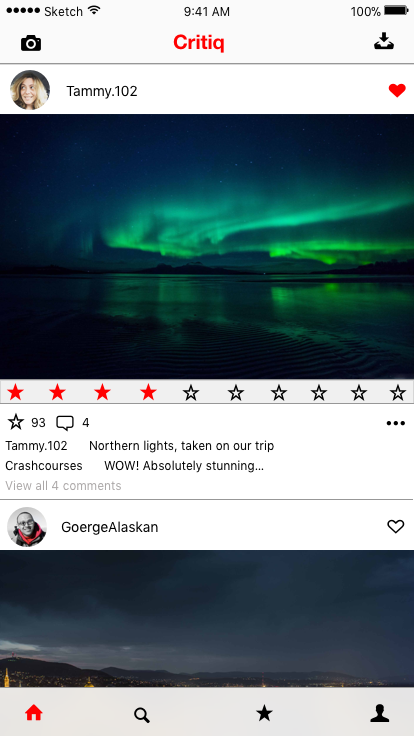 Sketch 9:41 AM 100%
Critiq
Tammy.102
93 4
Tammy.102 Northern lights, taken on our trip
Crashcourses WOW! Absolutely stunning...
View all 4 comments
GoergeAlaskan